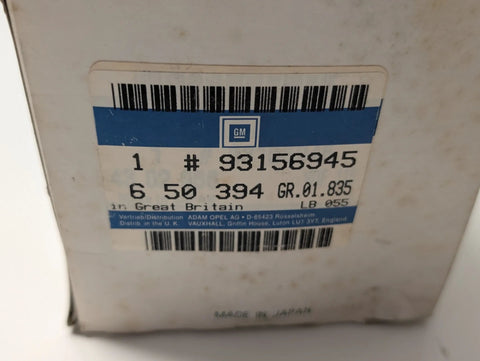 GM
1 # 93156945
6 50 394 GR.01.835
in Great Britain LB 055
Vertrieb/Distribution ADAM OPEL AG • D-65423 Rüsselsheim
Distrib in the U.K. VAUXHALL, Griffin House, Luton LU1 3YT, England
MADE IN JAPAN